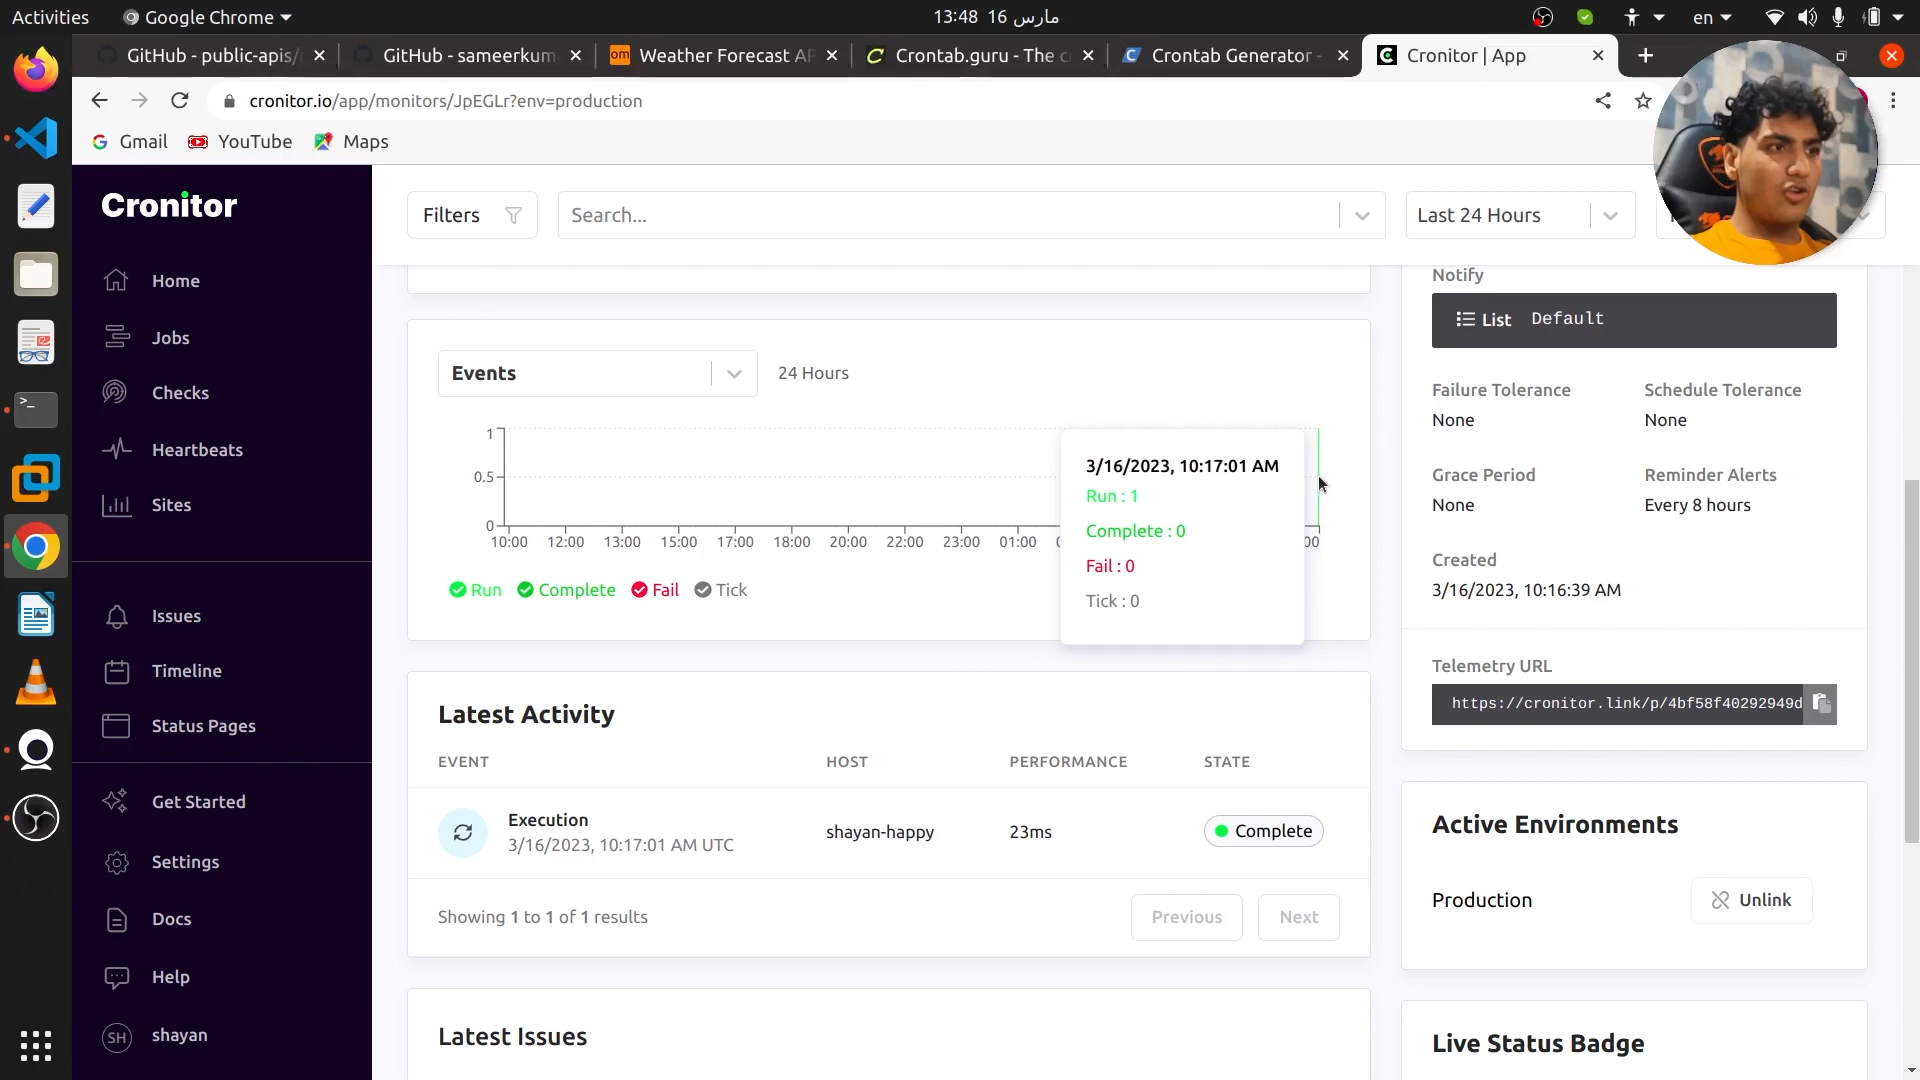 Activities
Google Chrome
مارس 16 13:48
en
GitHub - public-apis/
GitHub - sameerkum
om Weather Forecast AP
Crontab.guru - The c
Crontab Generator -
Cronitor | App
cronitor.io/app/monitors/JpEGLr?env=production
Gmail
YouTube
Maps
Cronitor
Home
Jobs
Checks
Heartbeats
Sites
Issues
Timeline
Status Pages
Get Started
Settings
Docs
Help
SH shayan
Filters
Search...
Last 24 Hours
Events
24 Hours
1
0.5
0
10:00 12:00 13:00 15:00 17:00 18:00 20:00 22:00 23:00 01:00
3/16/2023, 10:17:01 AM
Run : 1
Complete : 0
Fail : 0
Tick : 0
Run Complete Fail Tick
Latest Activity
EVENT HOST PERFORMANCE STATE
Execution
3/16/2023, 10:17:01 AM UTC
shayan-happy
23ms
Complete
Showing 1 to 1 of 1 results
Previous
Next
Latest Issues
Notify
List Default
Failure Tolerance
None
Schedule Tolerance
None
Grace Period
None
Reminder Alerts
Every 8 hours
Created
3/16/2023, 10:16:39 AM
Telemetry URL
https://cronitor.link/p/4bf58f40292949d
Active Environments
Production
Unlink
Live Status Badge